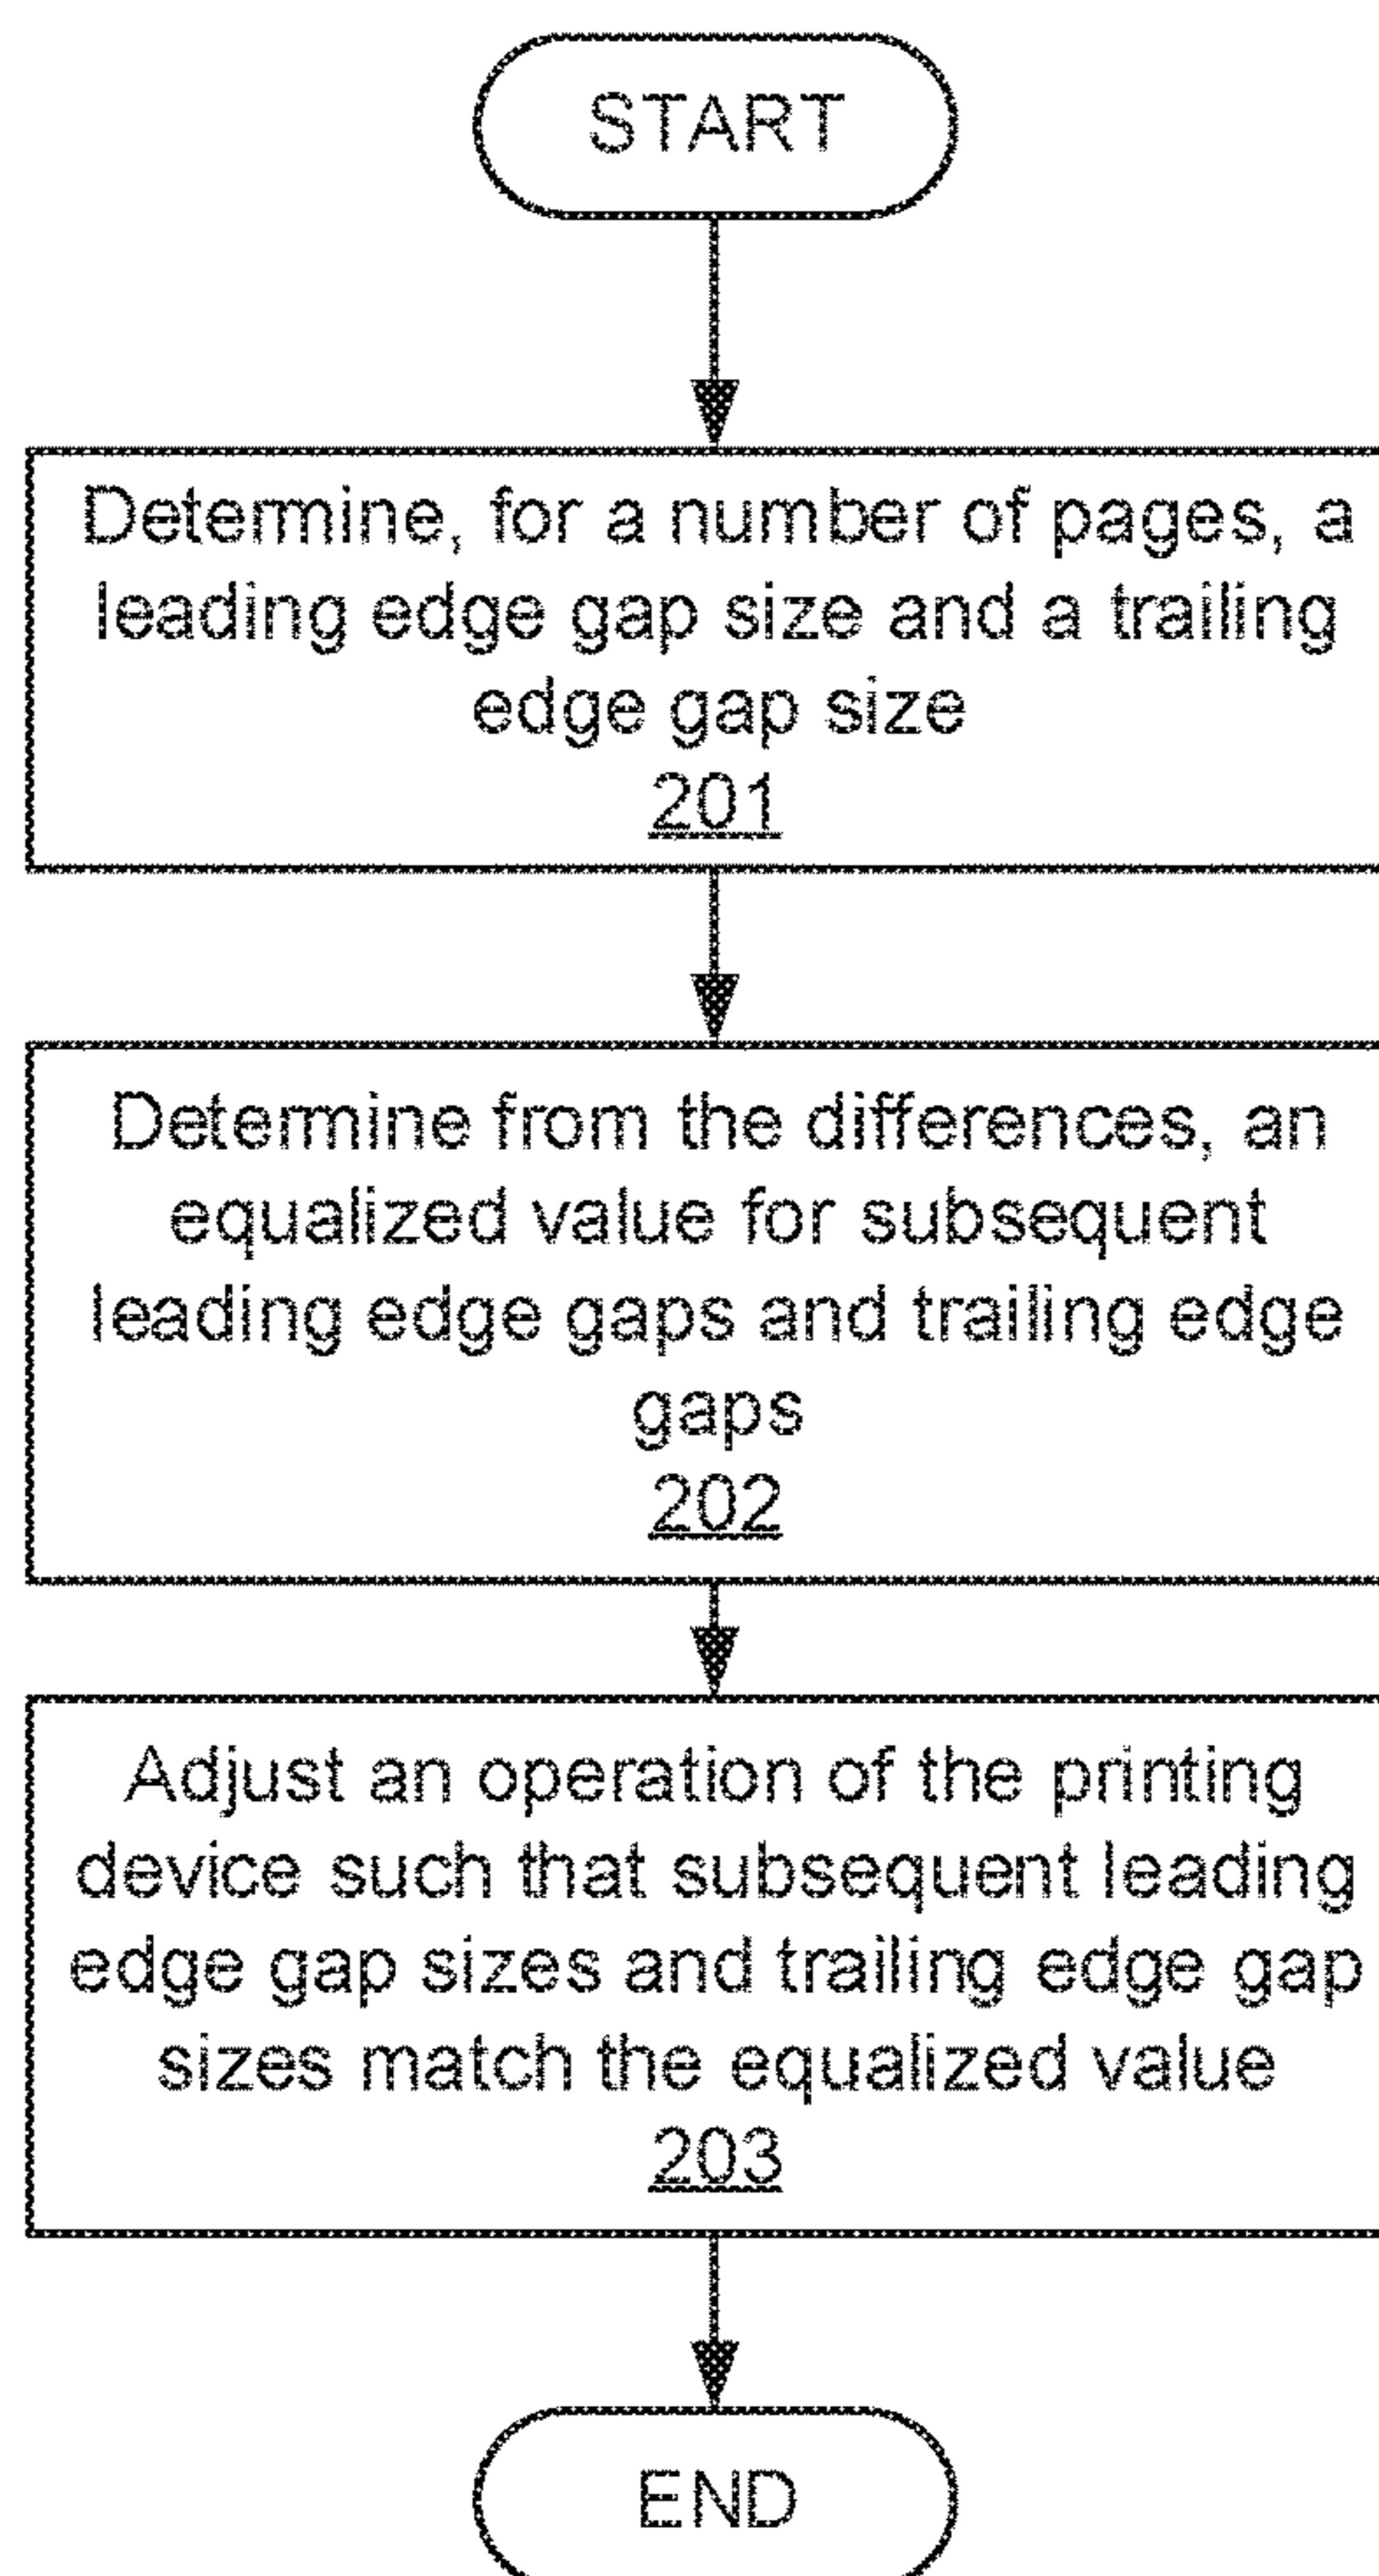 START
Determine, for a number of pages, a
leading edge gap size and a trailing
edge gap size
201
Determine from the differences, an
equalized value for subsequent
leading edge gaps and trailing edge
gaps
202
Adjust an operation of the printing
device such that subsequent leading
edge gap sizes and trailing edge gap
sizes match the equalized value
203
END